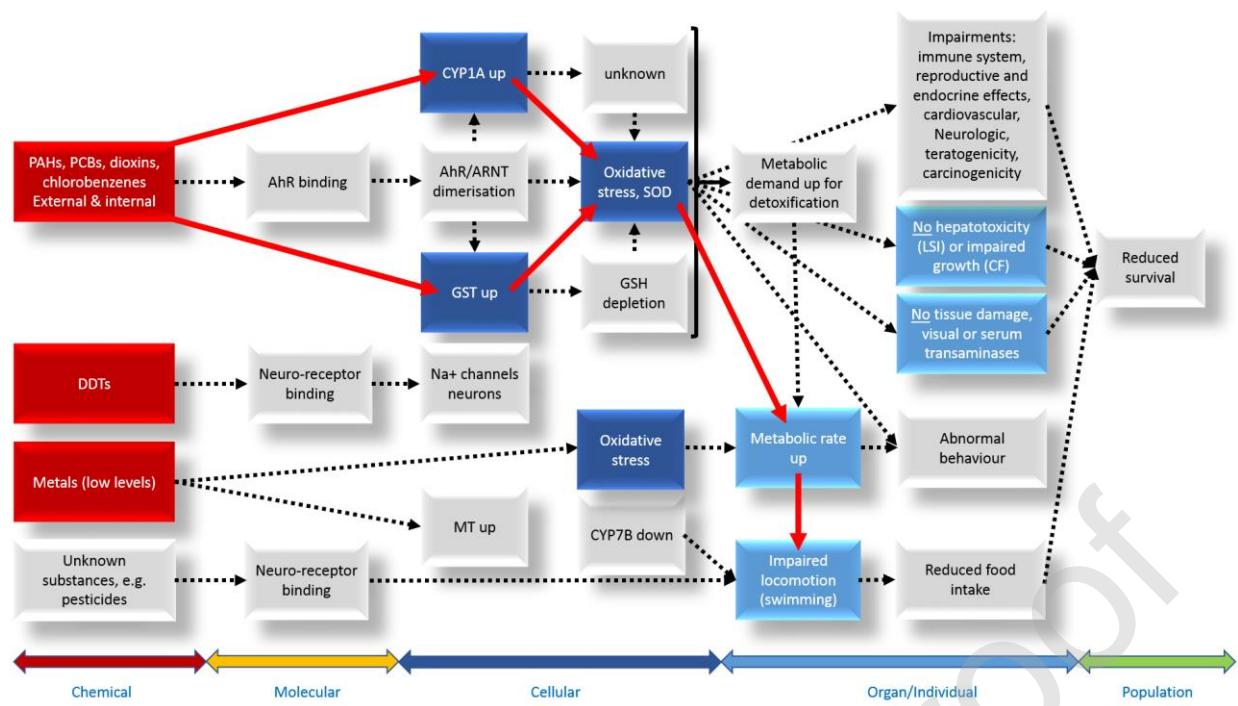 CYP1A up
unknown
Impairments:
immune system,
reproductive and
endocrine effects,
cardiovascular,
Neurologic,
teratogenicity,
carcinogenicity
PAHs, PCBs, dioxins,
chlorobenzenes
External & internal
AhR binding
AhR/ARNT
dimerisation
Oxidative
stress, SOD
Metabolic
demand up for
detoxification
No hepatotoxicity
(LSI) or impaired
growth (CF)
Reduced
survival
GST up
GSH
depletion
No tissue damage,
visual or serum
transaminases
DDTs
Neuro-receptor
binding
Na+ channels
neurons
Metals (low levels)
Oxidative
stress
Metabolic rate
up
Abnormal
behaviour
MT up
CYP7B down
Unknown
substances, e.g.
pesticides
Neuro-receptor
binding
Impaired
locomotion
(swimming)
Reduced food
intake
Chemical
Molecular
Cellular
Organ/Individual
Population